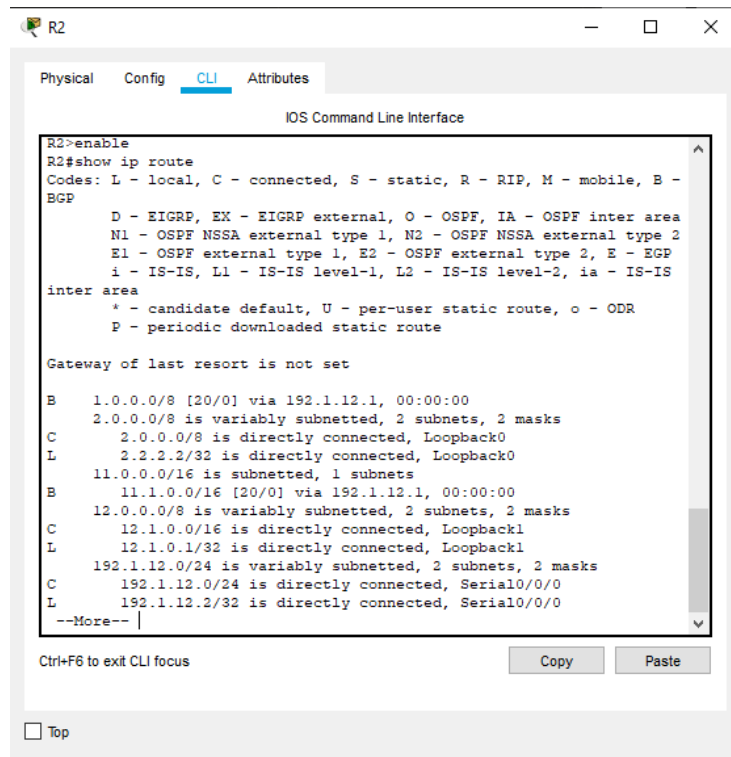 R2
Physical Config CLI Attributes
IOS Command Line Interface
R2>enable
R2#show ip route
Codes: L - local, C - connected, S - static, R - RIP, M - mobile, B -
BGP
D - EIGRP, EX - EIGRP external, O - OSPF, IA - OSPF inter area
N1 - OSPF NSSA external type 1, N2 - OSPF NSSA external type 2
E1 - OSPF external type 1, E2 - OSPF external type 2, E - EGP
i - IS-IS, L1 - IS-IS level-1, L2 - IS-IS level-2, ia - IS-IS
inter area
* - candidate default, U - per-user static route, o - ODR
P - periodic downloaded static route
Gateway of last resort is not set
B 1.0.0.0/8 [20/0] via 192.1.12.1, 00:00:00
2.0.0.0/8 is variably subnetted, 2 subnets, 2 masks
C 2.0.0.0/8 is directly connected, Loopback0
L 2.2.2.2/32 is directly connected, Loopback0
11.0.0.0/16 is subnetted, 1 subnets
B 11.1.0.0/16 [20/0] via 192.1.12.1, 00:00:00
12.0.0.0/8 is variably subnetted, 2 subnets, 2 masks
C 12.1.0.0/16 is directly connected, Loopback1
L 12.1.0.1/32 is directly connected, Loopback1
192.1.12.0/24 is variably subnetted, 2 subnets, 2 masks
C 192.1.12.0/24 is directly connected, Serial0/0/0
L 192.1.12.2/32 is directly connected, Serial0/0/0
--More--
Ctrl+F6 to exit CLI focus
Copy Paste
Top